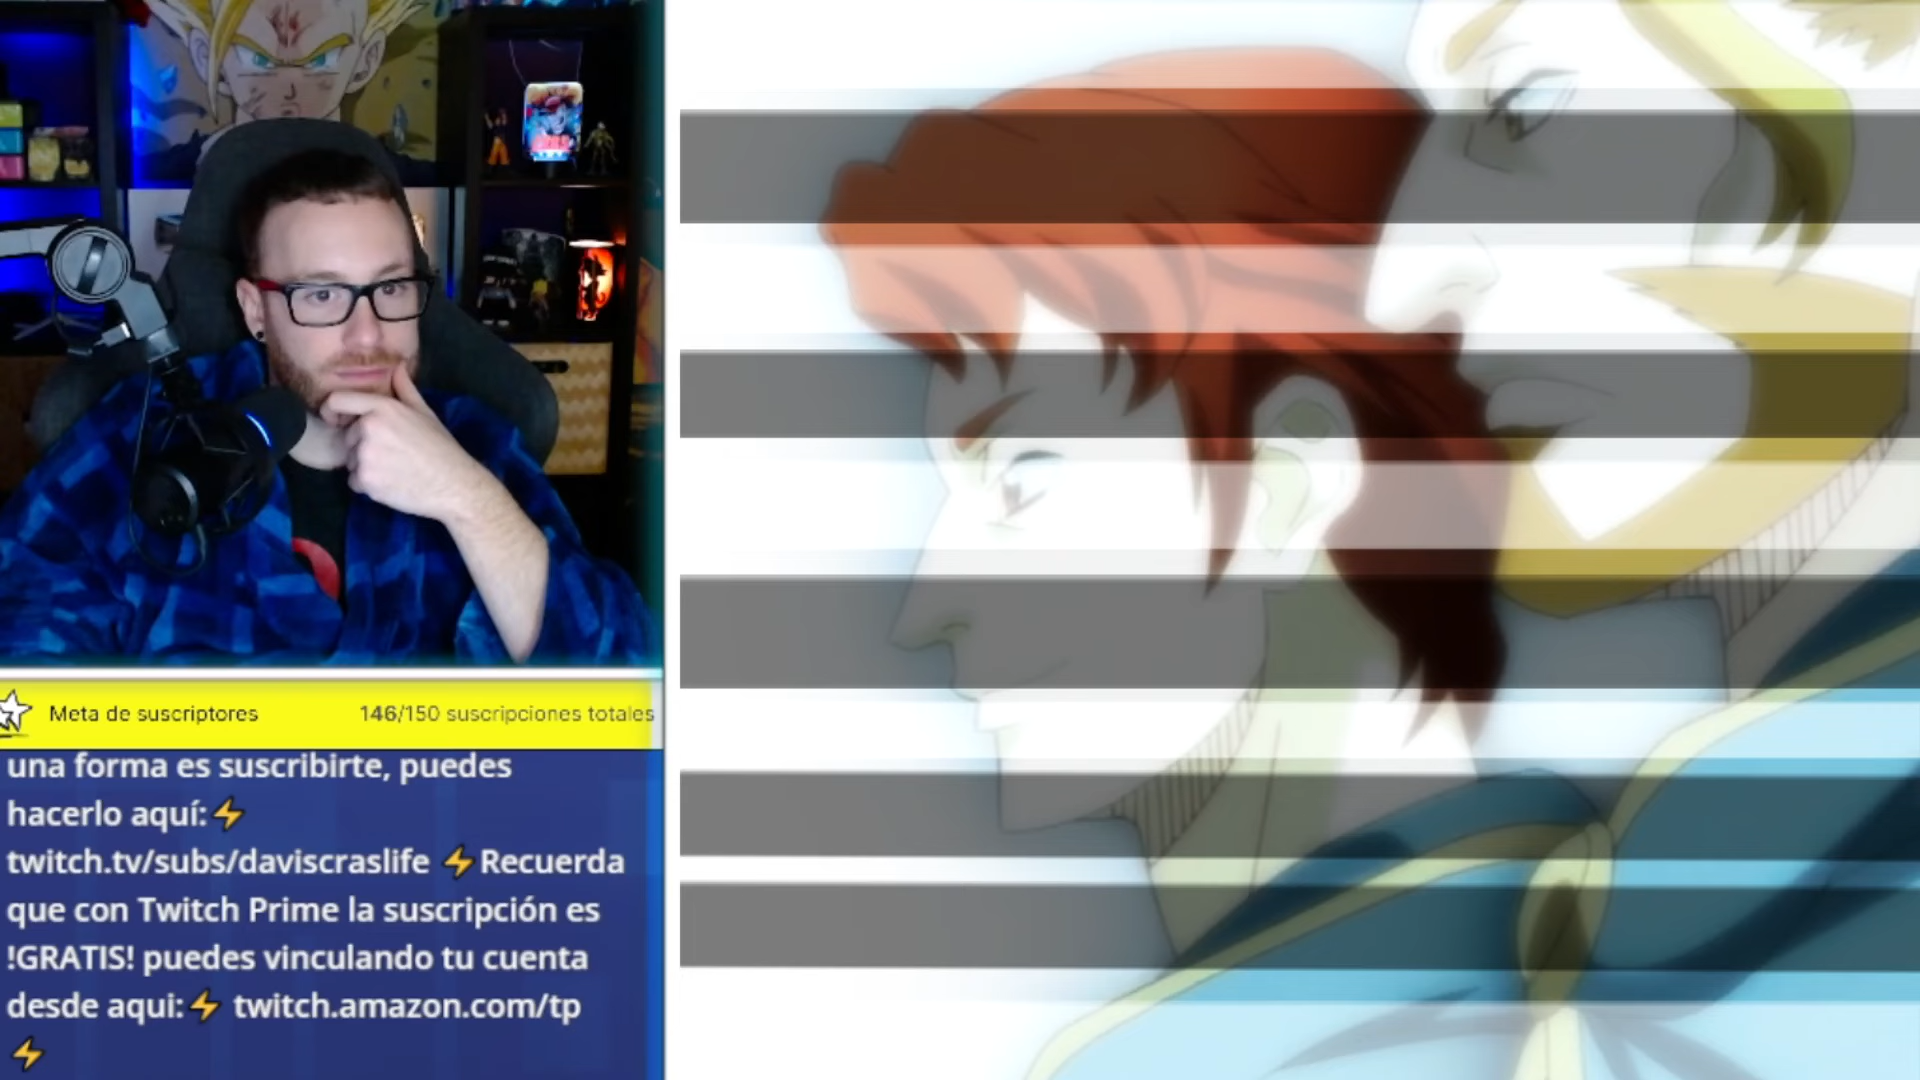 Meta de suscriptores
146/150 suscripciones totales
una forma es suscribirte, puedes
hacerlo aquí:⚡
twitch.tv/subs/daviscraslife ⚡Recuerda
que con Twitch Prime la suscripción es
!GRATIS! puedes vinculando tu cuenta
desde aqui:⚡ twitch.amazon.com/tp
⚡